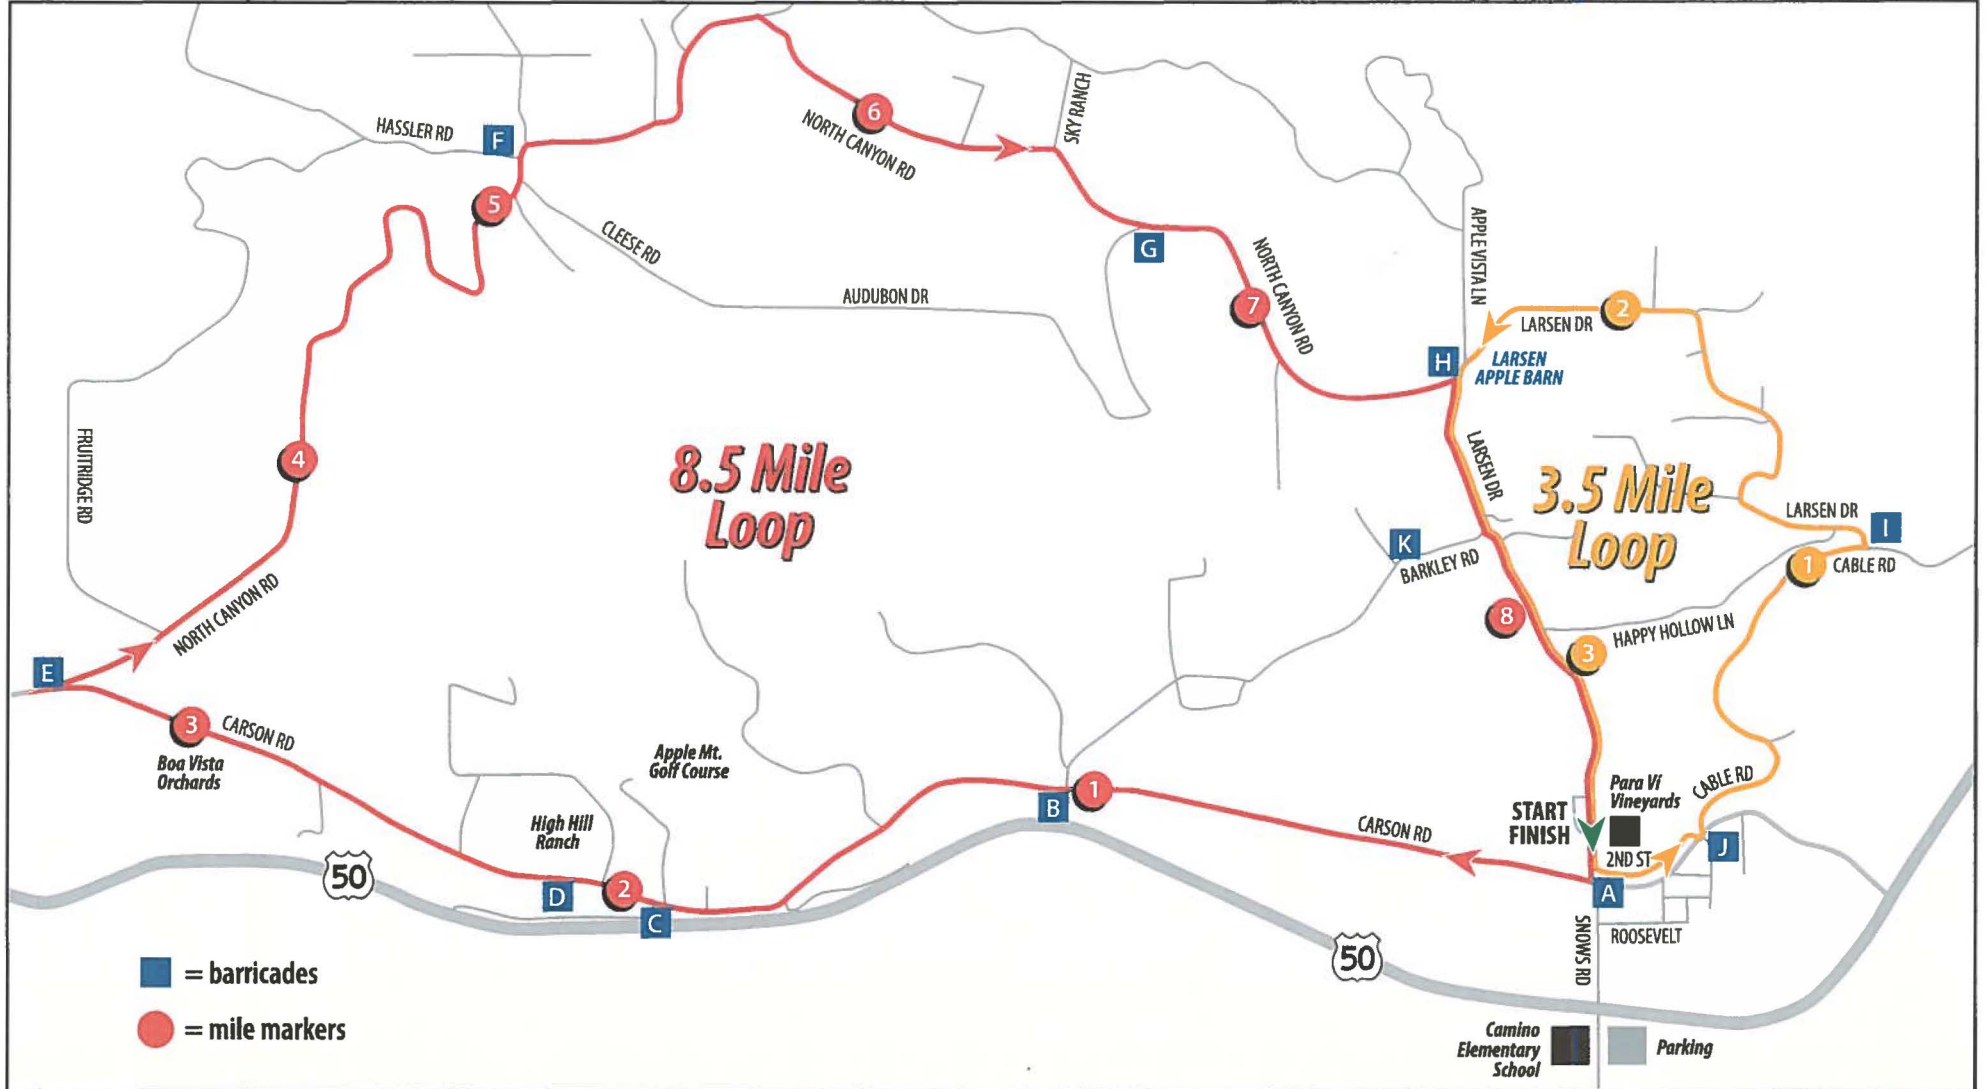 6
HASSLER RD
F
NORTH CANYON RD
SKY RANCH
5
CLEESE RD
AUDUBON DR
G
7
NORTH CANYON RD
APPLE VISTA LN
2
LARSEN DR
H
LARSEN
APPLE BARN
FRUITRIDGE RD
4
8.5 Mile
Loop
LARSEN DR
3.5 Mile
Loop
LARSEN DR
I
K
BARKLEY RD
1
CABLE RD
NORTH CANYON RD
8
HAPPY HOLLOW LN
3
E
3
CARSON RD
Boa Vista
Orchards
Apple Mt.
Golf Course
High Hill
Ranch
B
1
CARSON RD
START
FINISH
Para Vi
Vineyards
CABLE RD
2ND ST
J
A
50
D
2
C
50
SNOWS RD
ROOSEVELT
= barricades
= mile markers
Camino
Elementary
School
Parking